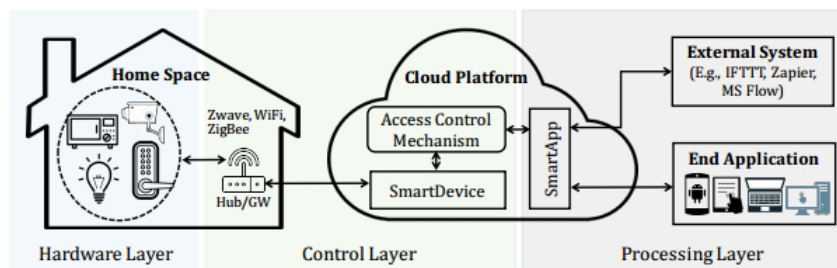 Home Space
Zwave, WiFi,
ZigBee
Hub/GW
Cloud Platform
Access Control
Mechanism
SmartDevice
SmartApp
External System
(E.g., IFTTT, Zapier,
MS Flow)
End Application
Hardware Layer
Control Layer
Processing Layer